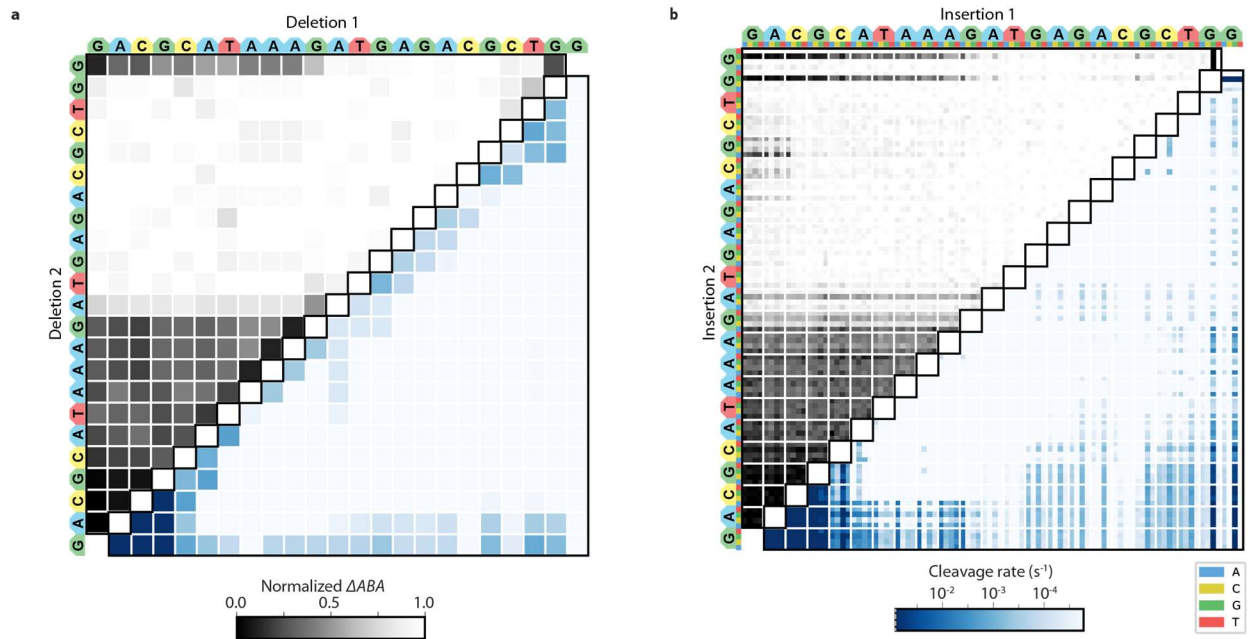 a
Deletion 1
G A C G C A T A A A G A T G A G A C G C T G G
Deletion 2
G A C G C A T A A A G A T G A G A C G C T G G
Normalized ΔABA
0.0 0.5 1.0
b
Insertion 1
G A C G C A T A A A G A T G A G A C G C T G G
Insertion 2
G A C G C A T A A A G A T G A G A C G C T G G
Cleavage rate (s⁻¹)
10⁻² 10⁻³ 10⁻⁴
A
C
G
T